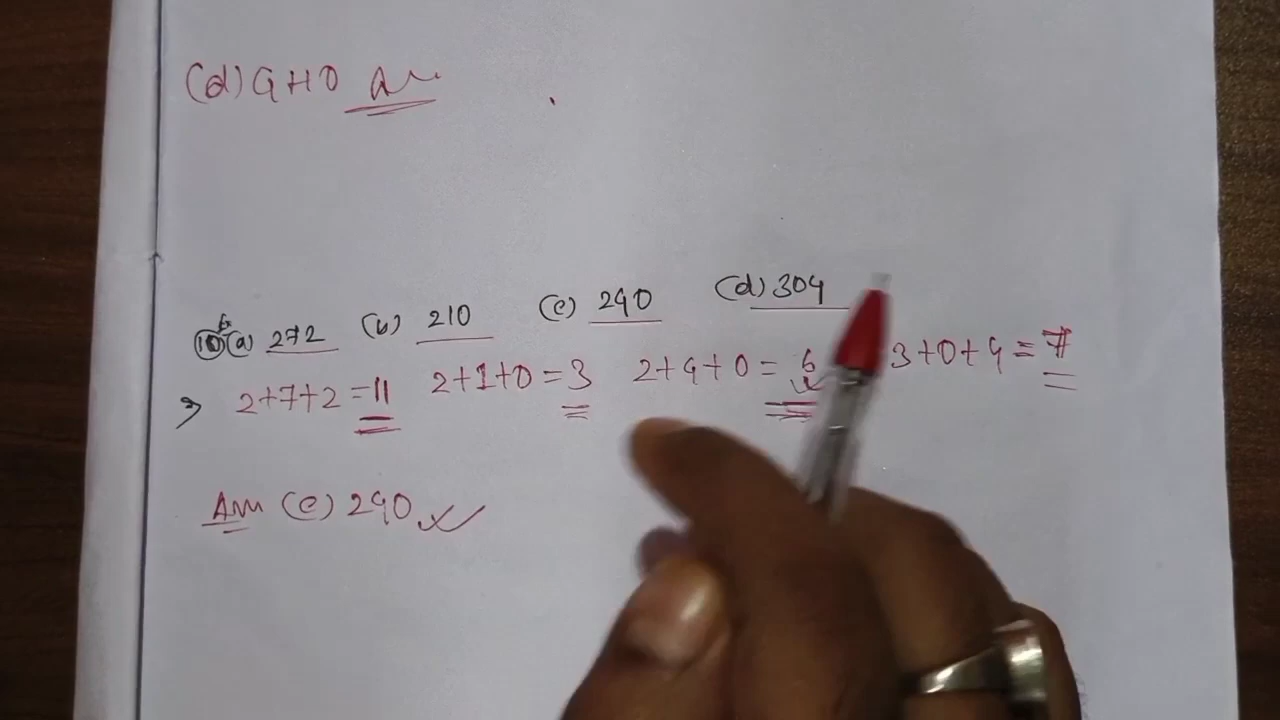 (d) GHO Ans
(10) (a) 272 (b) 210 (c) 240 (d) 304
⇒ 2+7+2=11 2+1+0=3 2+4+0=6 3+0+4=7
Ans (c) 240